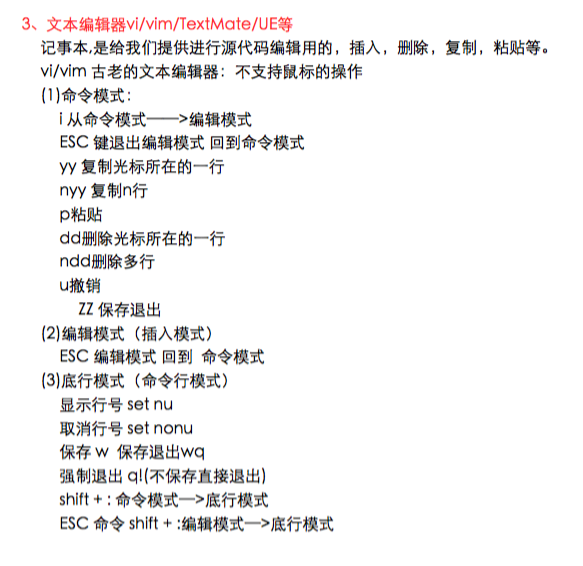 3、文本编辑器vi/vim/TextMate/UE等
记事本,是给我们提供进行源代码编辑用的，插入，删除，复制，粘贴等。
vi/vim 古老的文本编辑器：不支持鼠标的操作
(1)命令模式：
i 从命令模式——>编辑模式
ESC 键退出编辑模式 回到命令模式
yy 复制光标所在的一行
nyy 复制n行
p粘贴
dd删除光标所在的一行
ndd删除多行
u撤销
ZZ 保存退出
(2)编辑模式（插入模式）
ESC 编辑模式 回到 命令模式
(3)底行模式（命令行模式）
显示行号 set nu
取消行号 set nonu
保存 w 保存退出wq
强制退出 q!(不保存直接退出)
shift + : 命令模式—>底行模式
ESC 命令 shift + :编辑模式—>底行模式